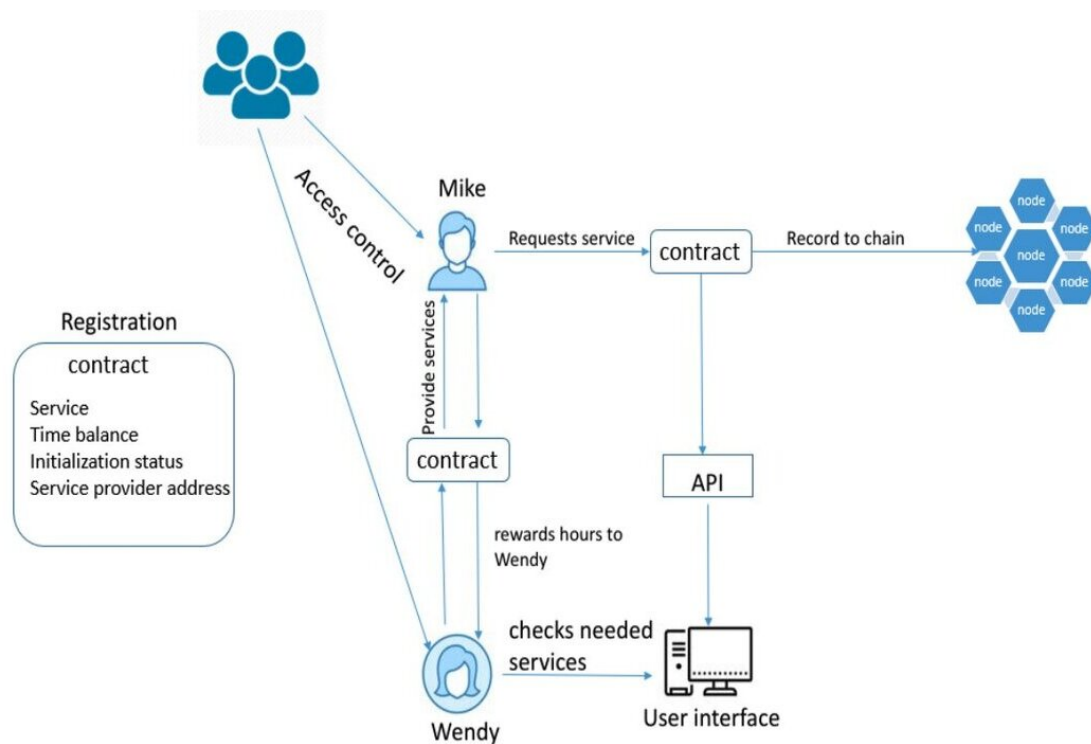 Access control
Mike
Requests service
contract
Record to chain
node
node
node
node
node
node
node
Registration
contract
Service
Time balance
Initialization status
Service provider address
Provide services
contract
API
rewards hours to
Wendy
checks needed
services
Wendy
User interface